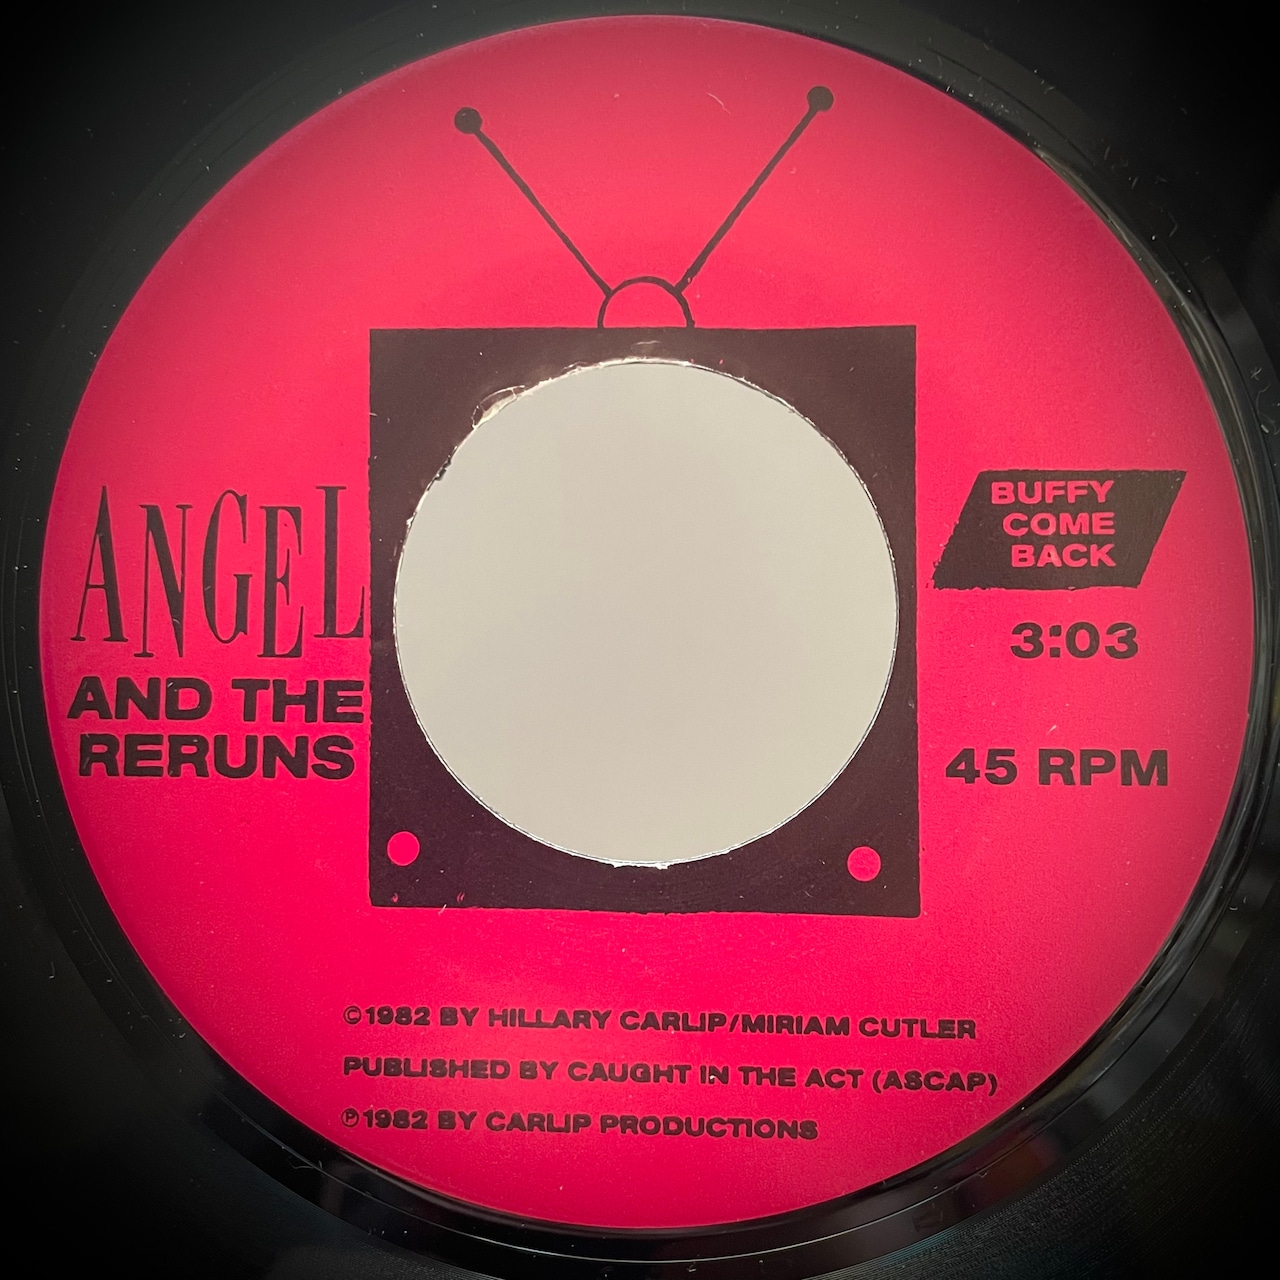 ANGEL
AND THE
RERUNS
BUFFY
COME
BACK
3:03
45 RPM
©1982 BY HILLARY CARLIP/MIRIAM CUTLER
PUBLISHED BY CAUGHT IN THE ACT (ASCAP)
℗1982 BY CARLIP PRODUCTIONS